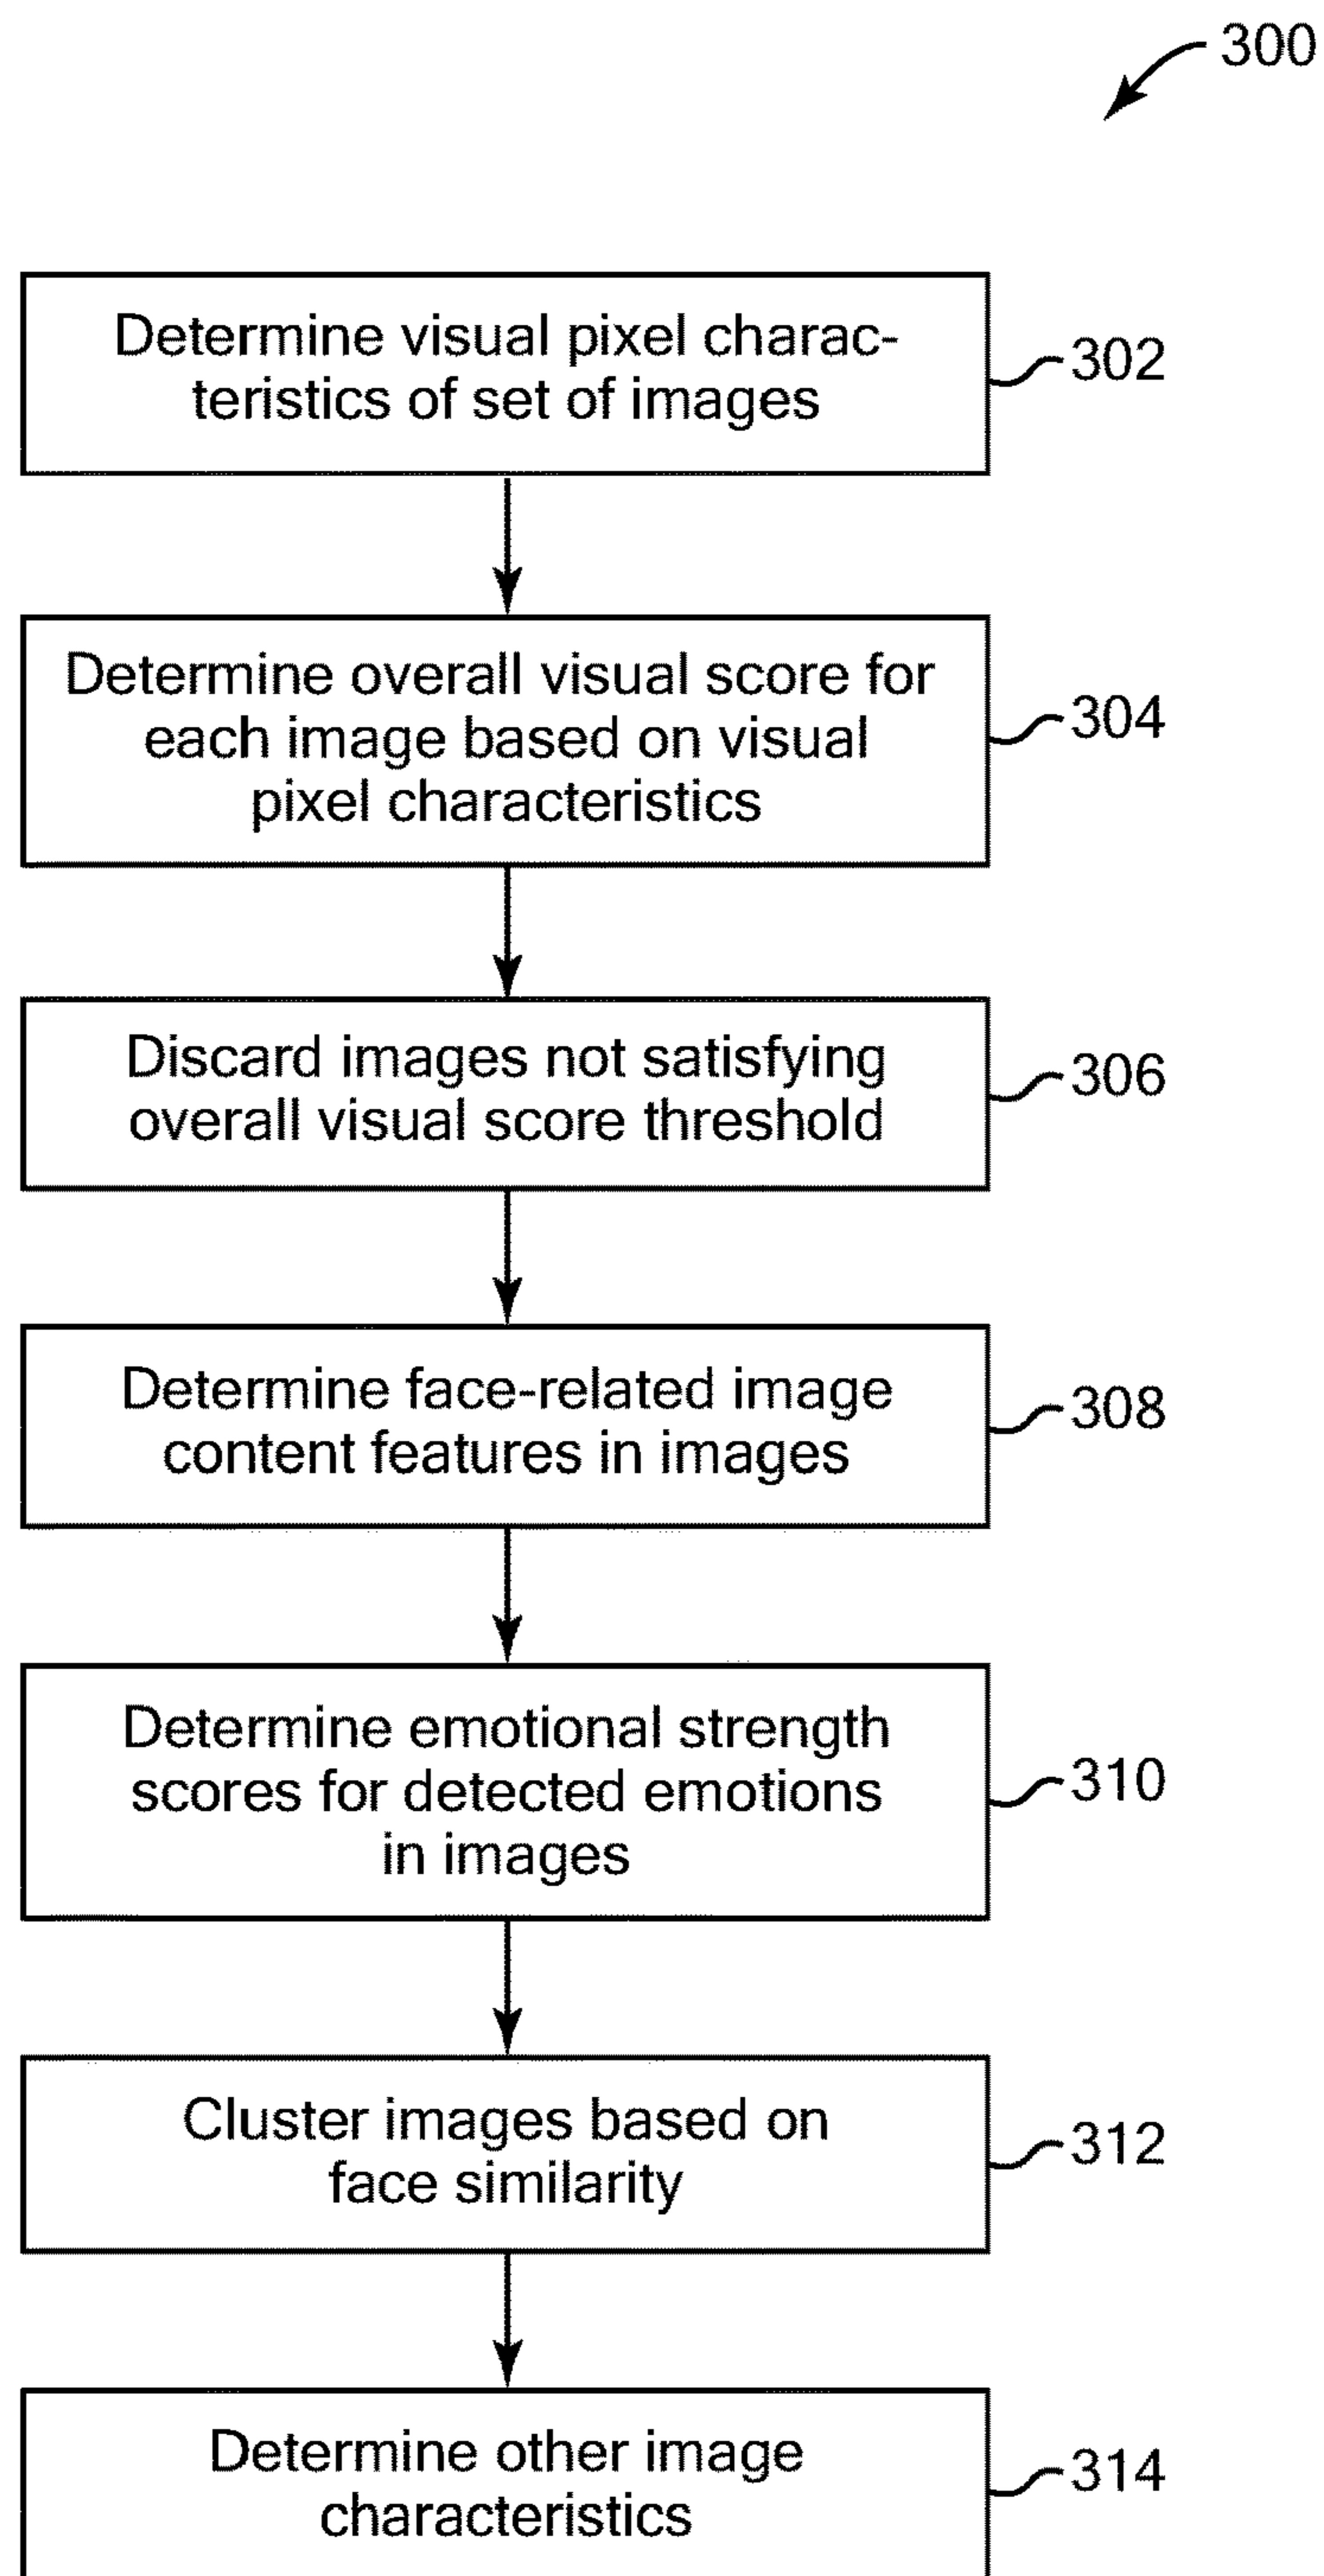 300
Determine visual pixel charac-
teristics of set of images
302
Determine overall visual score for
each image based on visual
pixel characteristics
304
Discard images not satisfying
overall visual score threshold
306
Determine face-related image
content features in images
308
Determine emotional strength
scores for detected emotions
in images
310
Cluster images based on
face similarity
312
Determine other image
characteristics
314